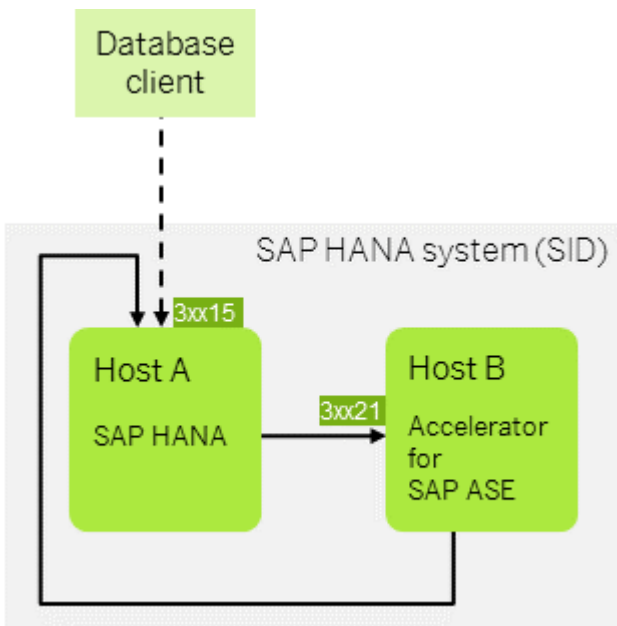 Database
client
SAP HANA system (SID)
3xx15
Host A
SAP HANA
3xx21
Host B
Accelerator
for
SAP ASE